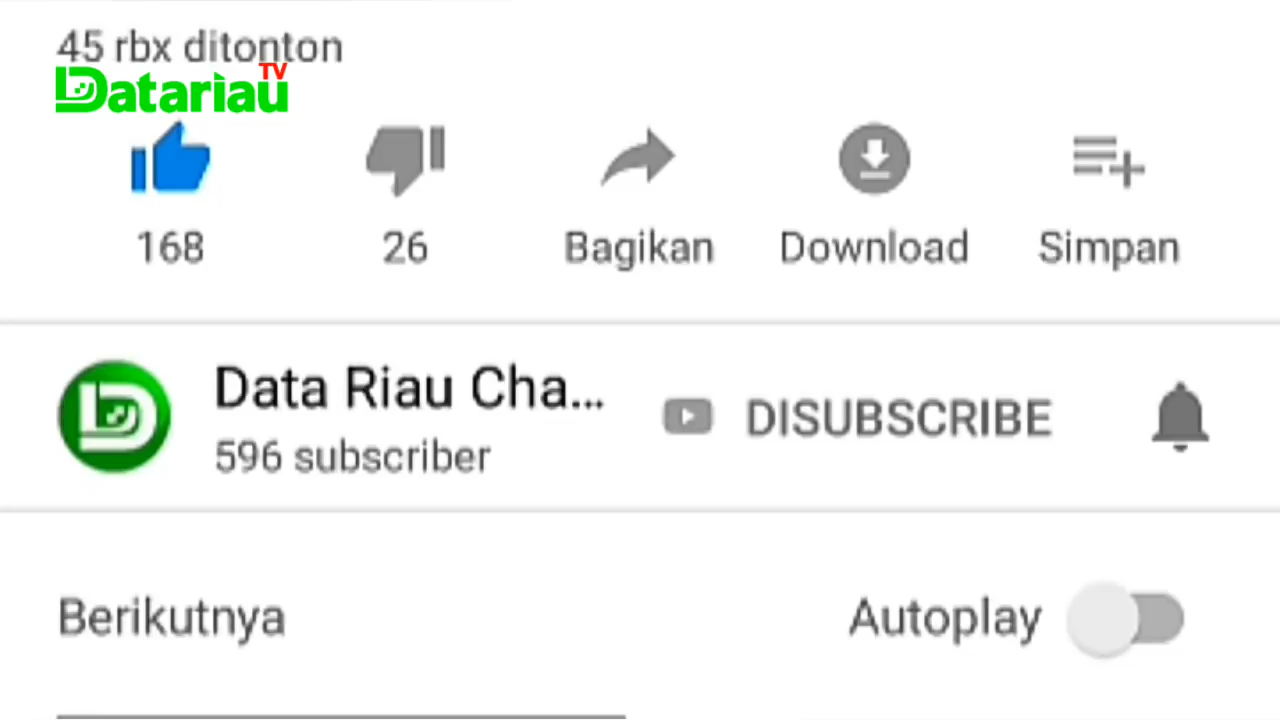 45 rbx ditonton
Datariau TV
168 26 Bagikan Download Simpan
Data Riau Cha...
596 subscriber
DISUBSCRIBE
Berikutnya Autoplay